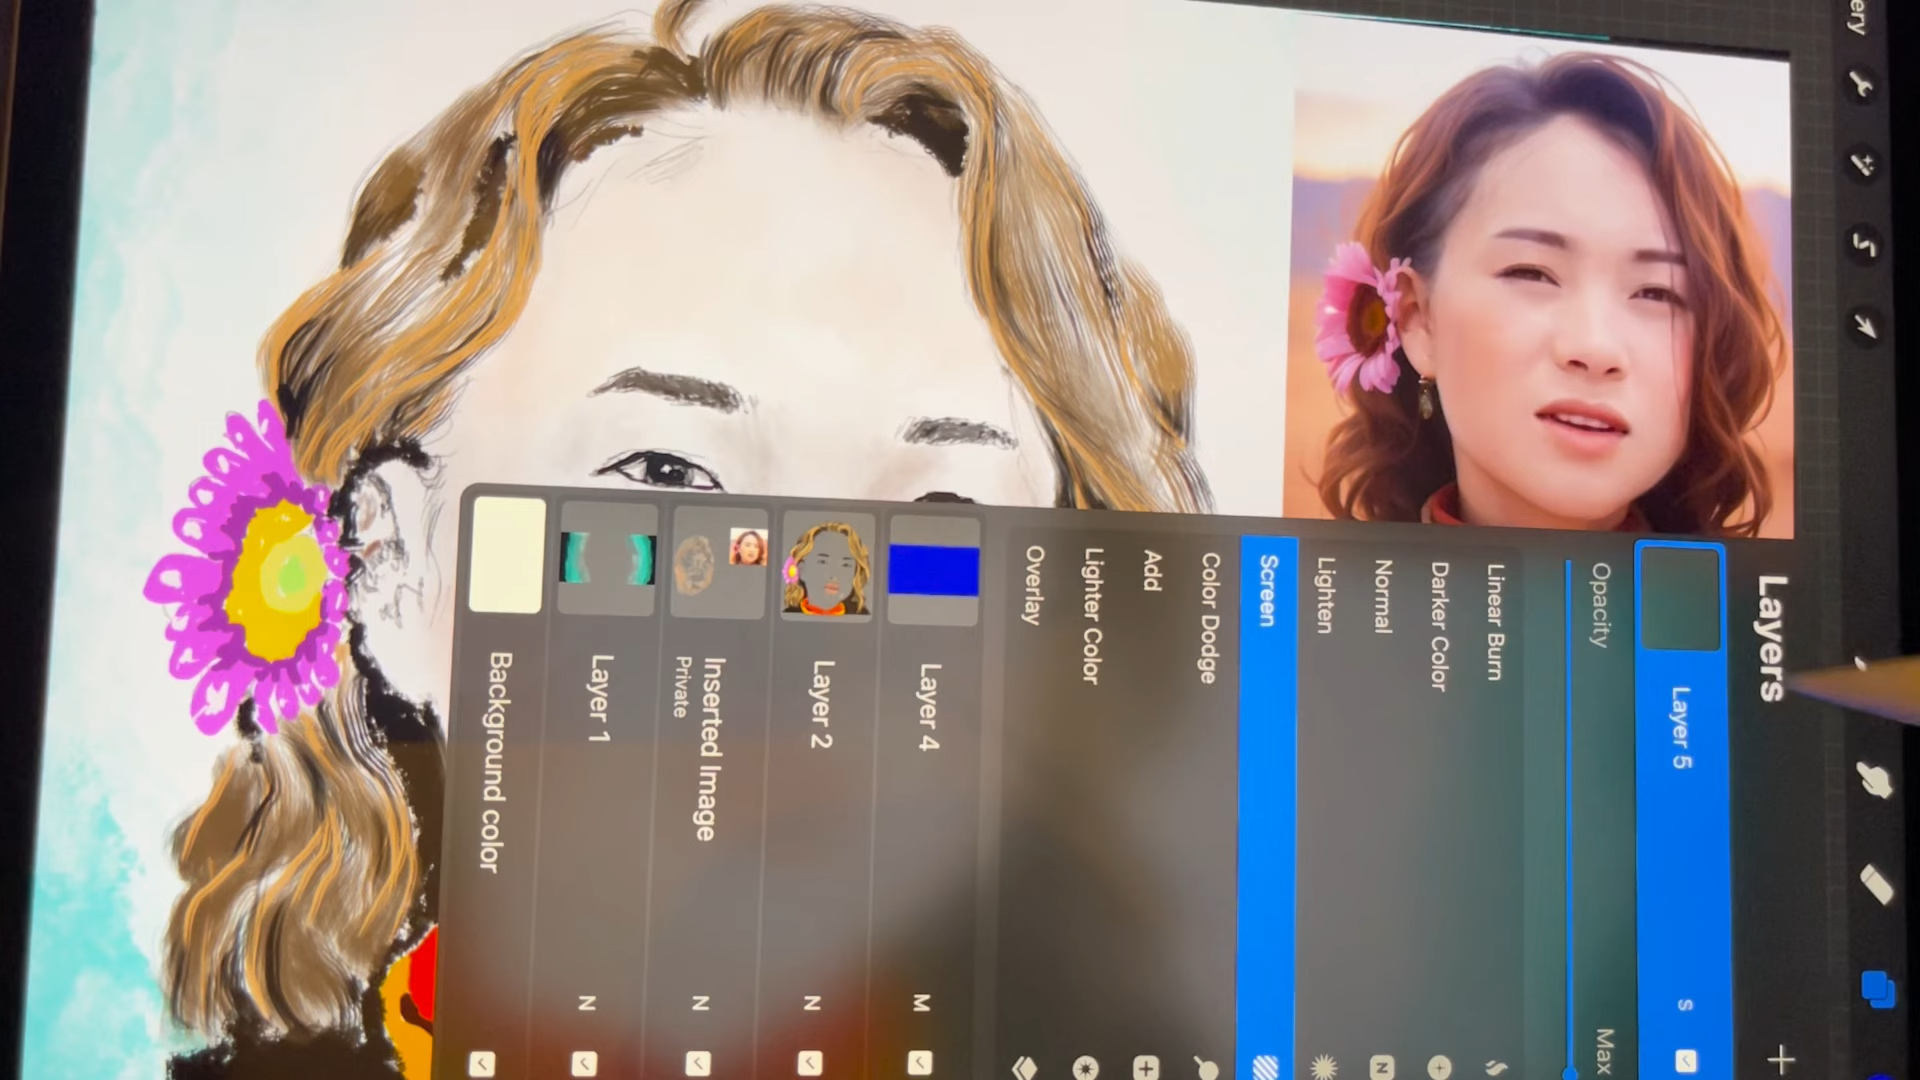 ery
Layers
Layer 5
S
Opacity
Max
Linear Burn
Darker Color
Normal
N
Lighten
Screen
Color Dodge
Add
Lighter Color
Overlay
Layer 4
M
Layer 2
N
Inserted Image
Private
N
Layer 1
N
Background color